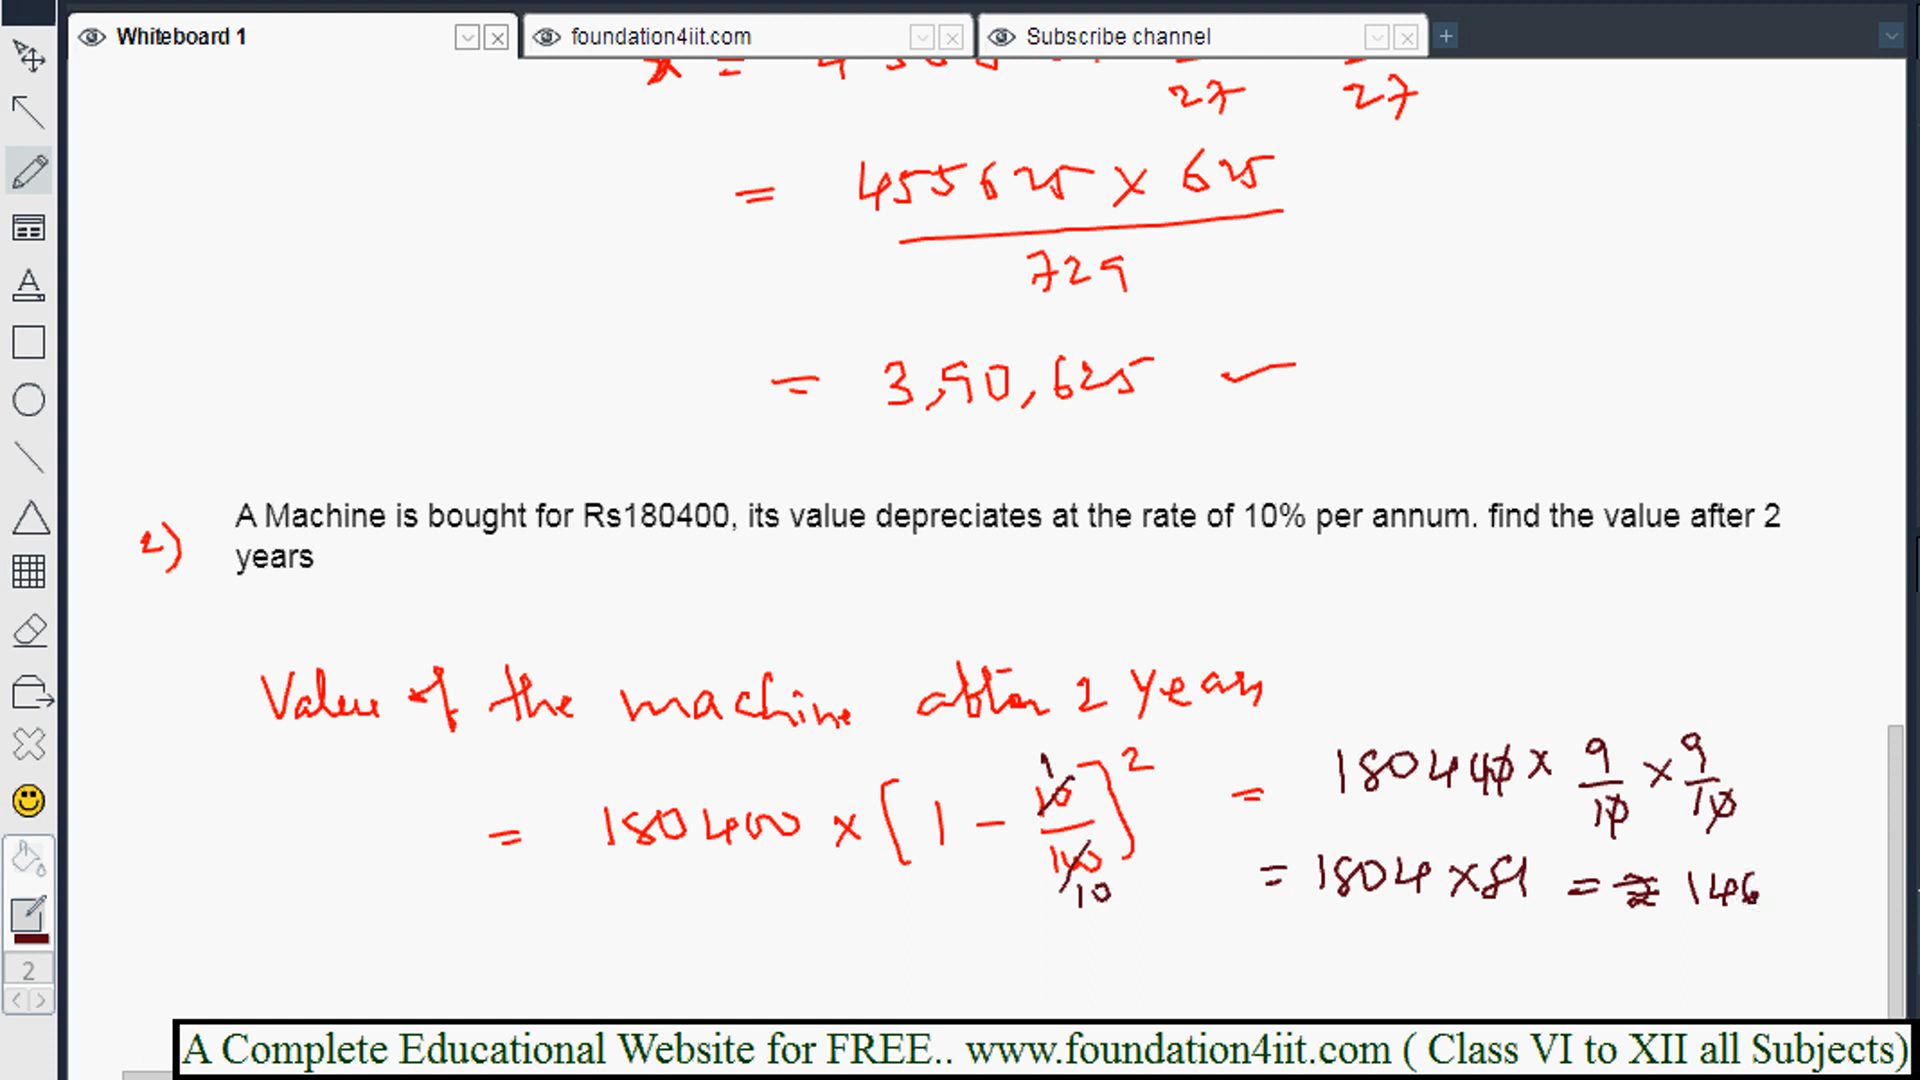 Whiteboard 1 foundation4iit.com Subscribe channel
27 27
= 455625 x 625
729
= 3,90,625
2) A Machine is bought for Rs180400, its value depreciates at the rate of 10% per annum. find the value after 2
years
Value of the machine after 2 years
= 180400 x [1 - 10/100]² = 180400 x 9/10 x 9/10
1
10
= 1804 x 81 = 146
2
A Complete Educational Website for FREE.. www.foundation4iit.com ( Class VI to XII all Subjects)